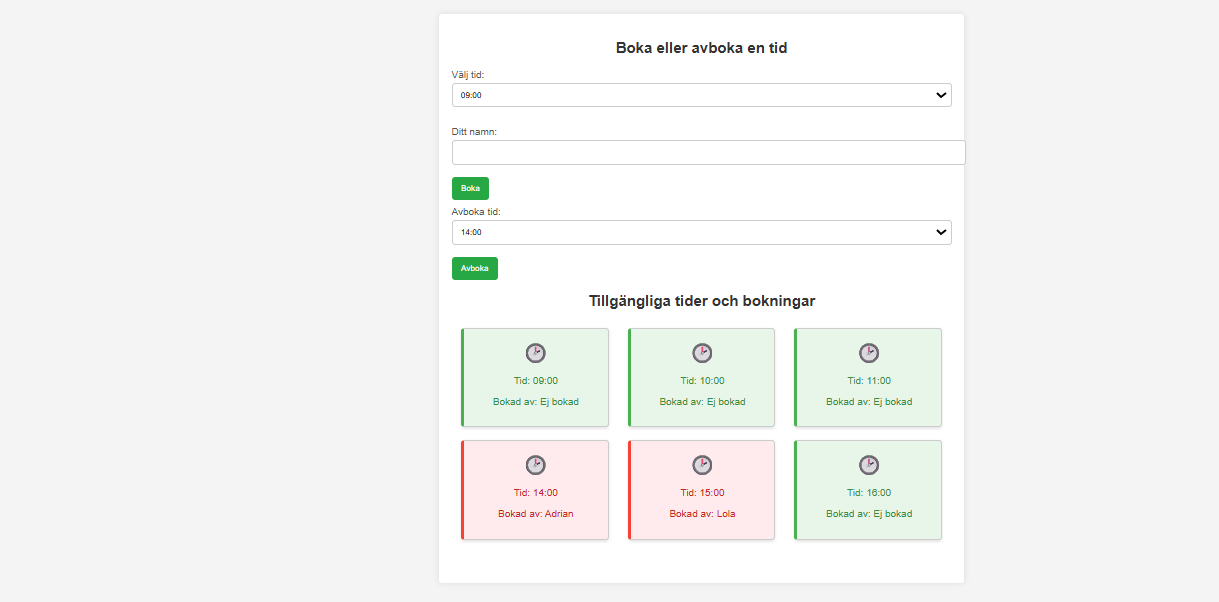 Boka eller avboka en tid
Välj tid:
09:00
Ditt namn:
Boka
Avboka tid:
14:00
Avboka
Tillgängliga tider och bokningar
Tid: 09:00
Bokad av: Ej bokad
Tid: 10:00
Bokad av: Ej bokad
Tid: 11:00
Bokad av: Ej bokad
Tid: 14:00
Bokad av: Adrian
Tid: 15:00
Bokad av: Lola
Tid: 16:00
Bokad av: Ej bokad